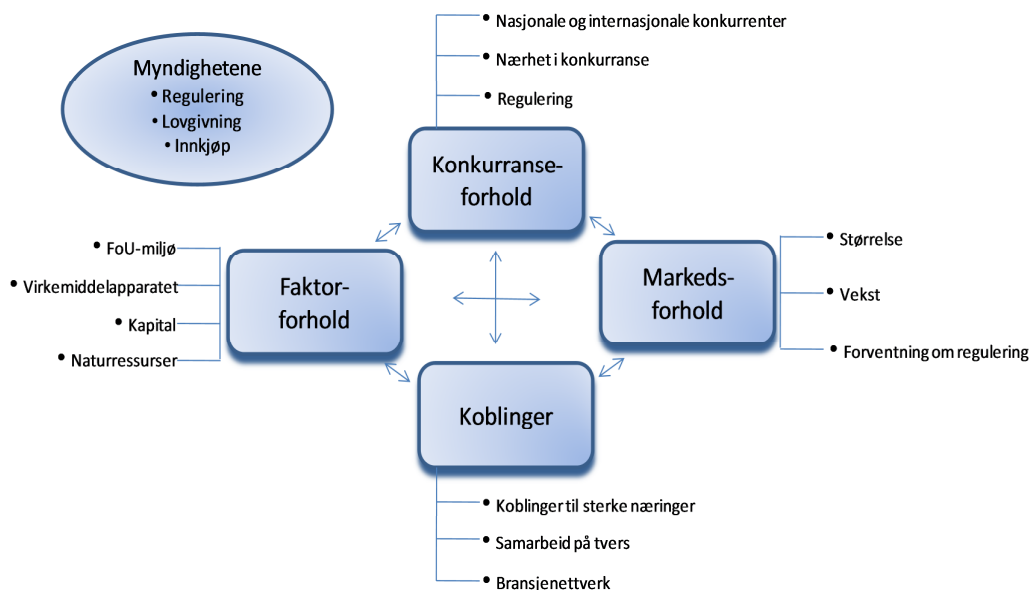 • Nasjonale og internasjonale konkurrenter
• Nærhet i konkurranse
• Regulering
Myndighetene
• Regulering
• Lovgivning
• Innkjøp
Konkurranse-
forhold
• FoU-miljø
• Virkemiddelapparatet
• Kapital
• Naturressurser
Faktor-
forhold
Markeds-
forhold
• Størrelse
• Vekst
• Forventning om regulering
Koblinger
• Koblinger til sterke næringer
• Samarbeid på tvers
• Bransjenettverk